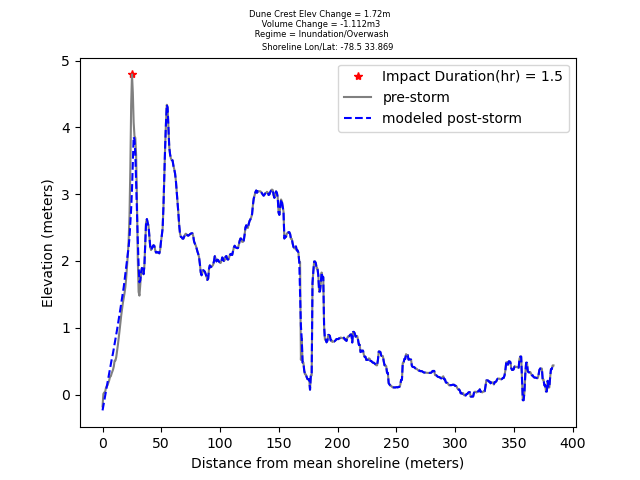 Dune Crest Elev Change = 1.72m
Volume Change = -1.112m3
Regime = Inundation/Overwash
Shoreline Lon/Lat: -78.5 33.869
Impact Duration(hr) = 1.5
pre-storm
modeled post-storm
Elevation (meters)
5
4
3
2
1
0
0 50 100 150 200 250 300 350 400
Distance from mean shoreline (meters)